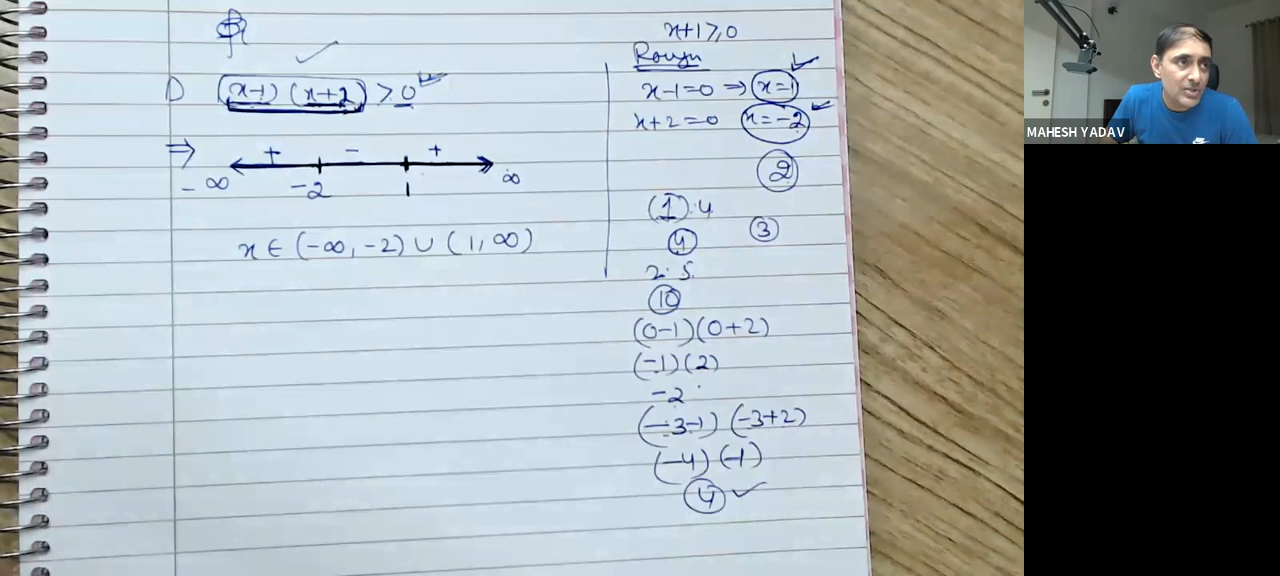 1) (x-1) (x+2) > 0
⇒ + - +
- ∞ -2 1 ∞
x ∈ (-∞, -2) ∪ (1, ∞)
x+1≥0
Rough
x-1=0 ⇒ x=1
x+2=0 x=-2
2
(1).4
4 3
2.5
10
(0-1)(0+2)
(-1)(2)
-2
(-3-1) (-3+2)
(-4) (-1)
4
MAHESH YADAV